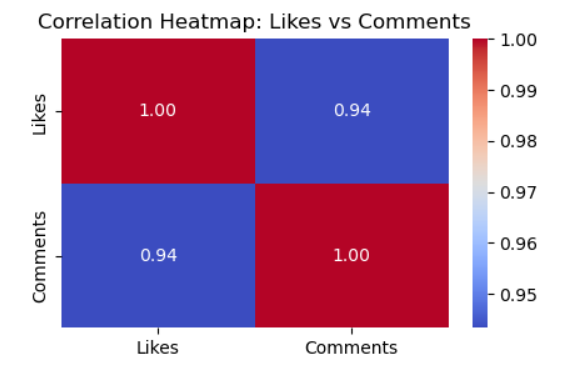 Correlation Heatmap: Likes vs Comments
1.00
0.94
0.94
1.00
Likes
Comments
Likes
Comments
1.00
0.99
0.98
0.97
0.96
0.95